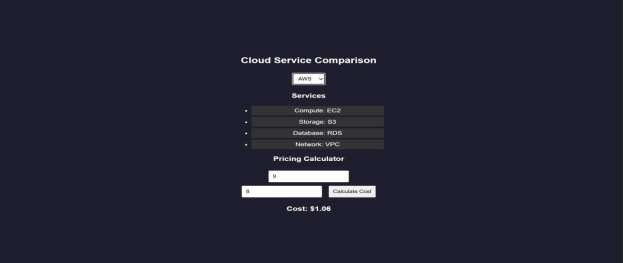 Cloud Service Comparison
AWS
Services
Compute: EC2
Storage: S3
Database: RDS
Network: VPC
Pricing Calculator
9
8
Calculate Cost
Cost: $1.06